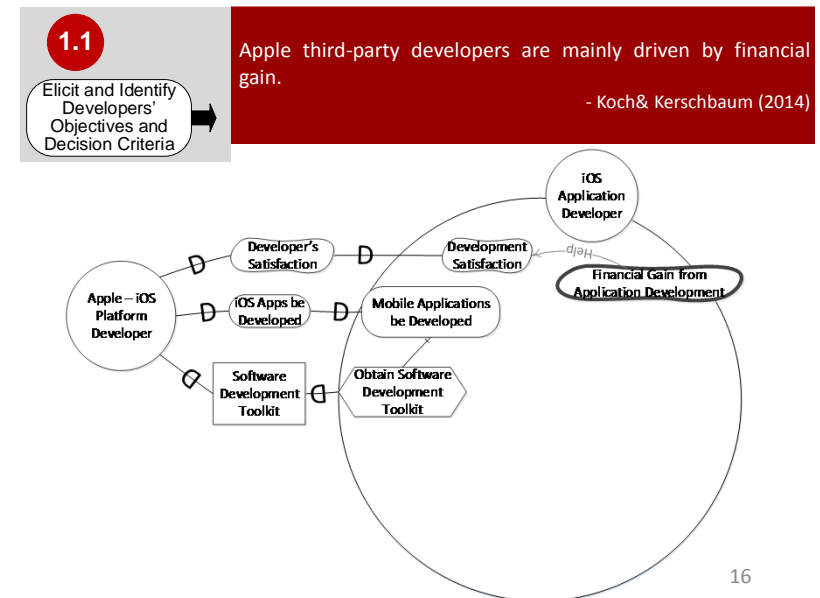 1.1
Elicit and Identify
Developers'
Objectives and
Decision Criteria
Apple third-party developers are mainly driven by financial
gain.
- Koch& Kerschbaum (2014)
iOS
Application
Developer
Developer's
Satisfaction
D
D
Development
Satisfaction
Help
Financial Gain from
Application Development
Apple – iOS
Platform
Developer
D
iOS Apps be
Developed
D
Mobile Applications
be Developed
D
Software
Development
Toolkit
D
Obtain Software
Development
Toolkit
16